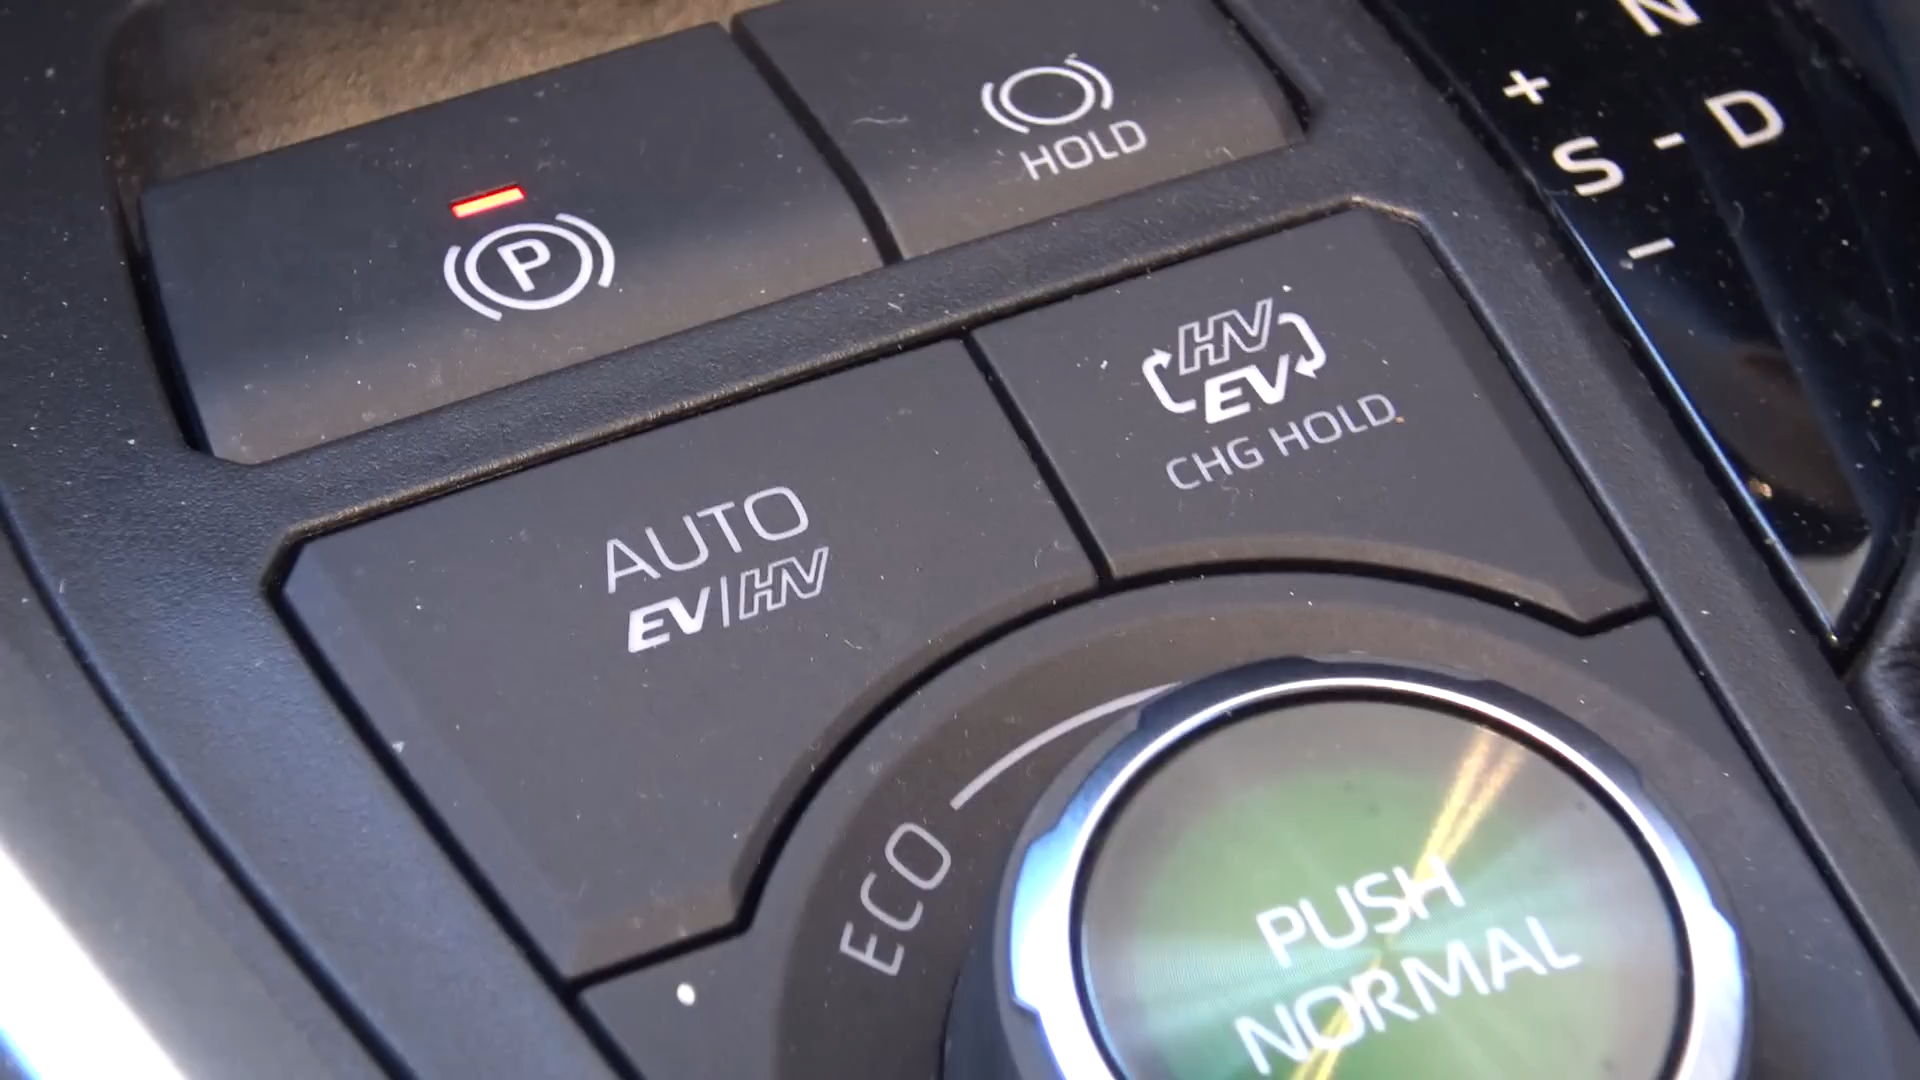 N
+
S - D
-
HOLD
P
HV
EV
CHG HOLD
AUTO
EV|HV
ECO
PUSH
NORMAL